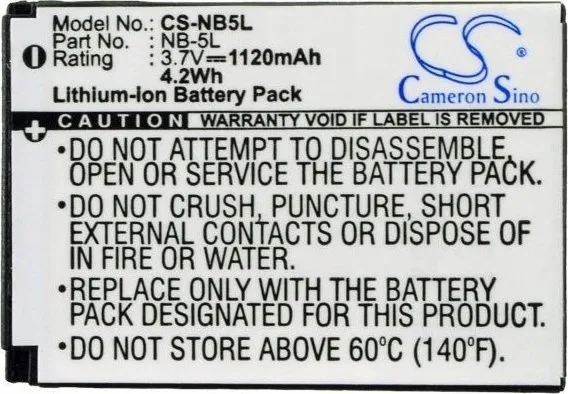 Model No.: CS-NB5L
Part No.: NB-5L
Rating : 3.7V⎓1120mAh
4.2Wh
Lithium-ion Battery Pack
CS
Cameron Sino
CAUTION WARRANTY VOID IF LABEL IS REMOVED
•DO NOT ATTEMPT TO DISASSEMBLE,
OPEN OR SERVICE THE BATTERY PACK.
•DO NOT CRUSH, PUNCTURE, SHORT
EXTERNAL CONTACTS OR DISPOSE OF
IN FIRE OR WATER.
•REPLACE ONLY WITH THE BATTERY
PACK DESIGNATED FOR THIS PRODUCT.
•DO NOT STORE ABOVE 60°C (140°F).